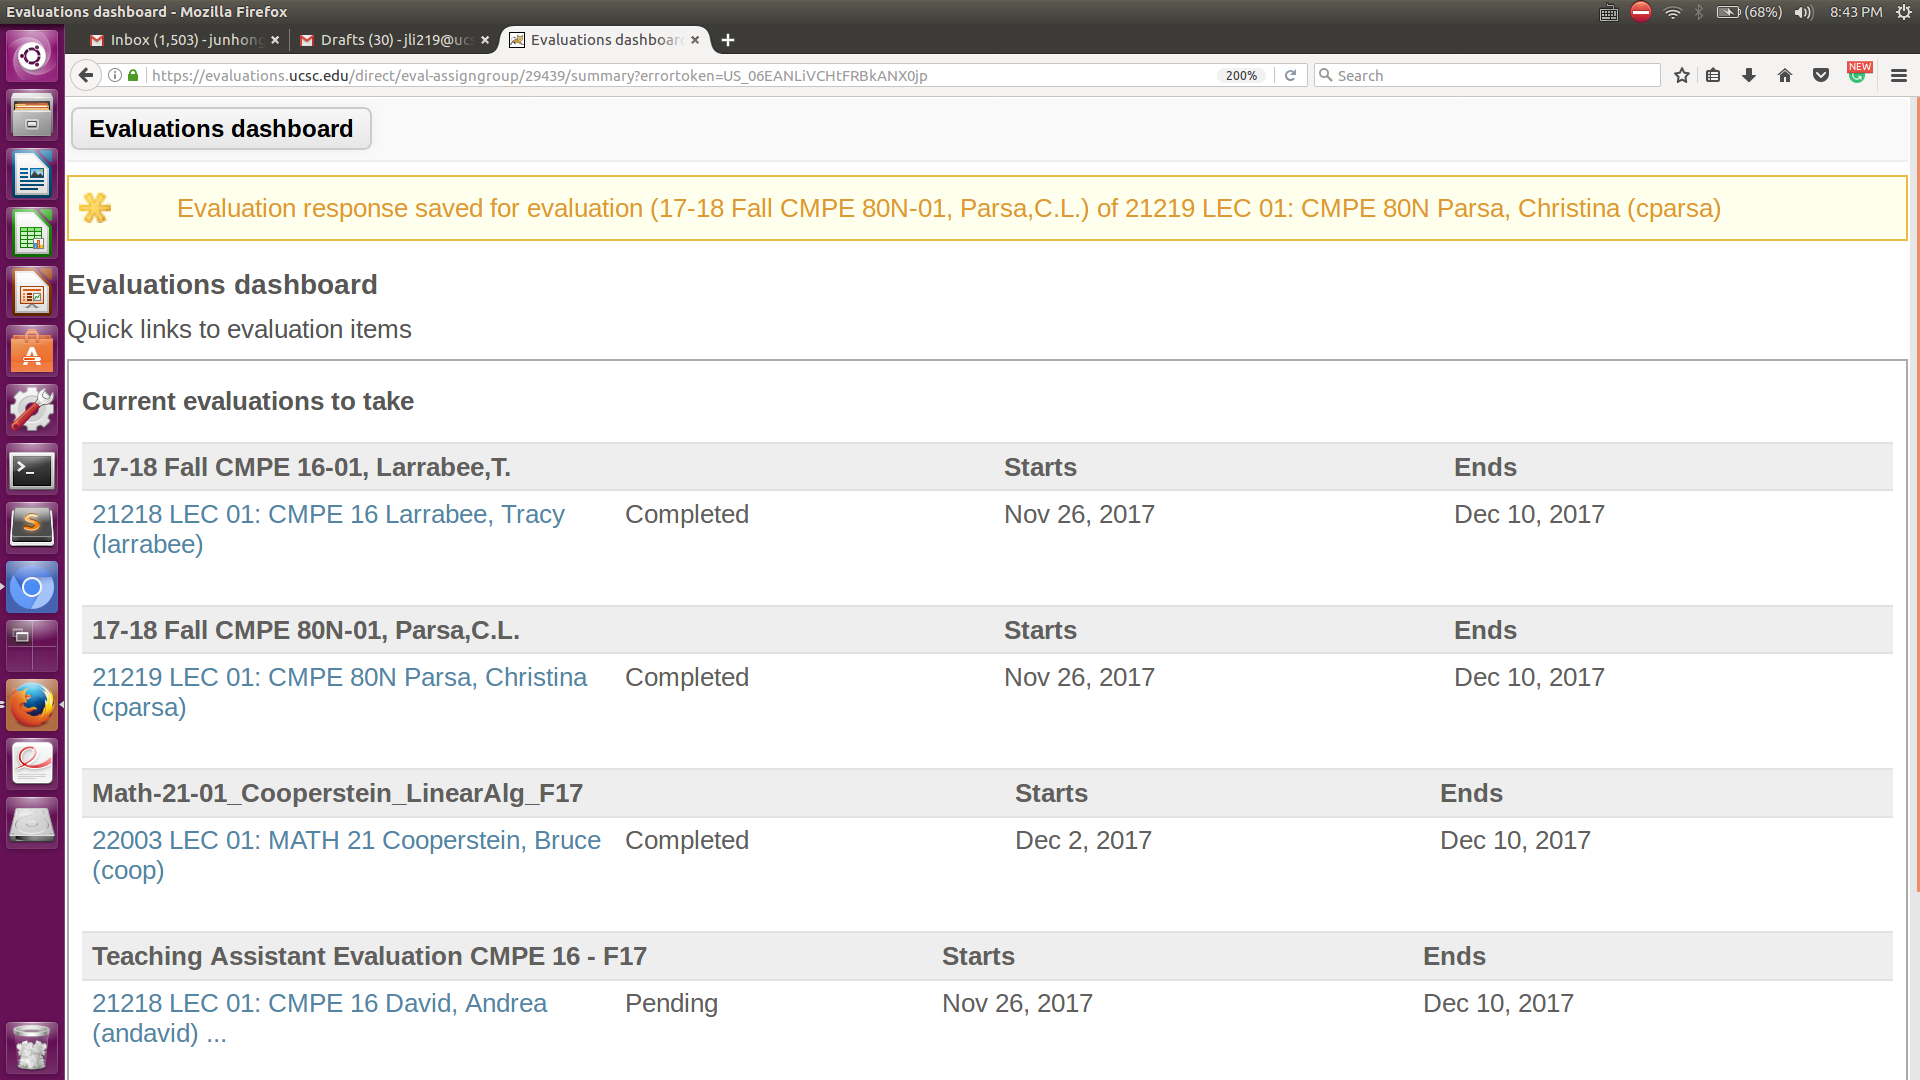 Evaluations dashboard - Mozilla Firefox
(68%) 8:43 PM
Inbox (1,503) - junhong
Drafts (30) - jli219@ucs
Evaluations dashboar
https://evaluations.ucsc.edu/direct/eval-assigngroup/29439/summary?errortoken=US_06EANLiVCHtFRBkANX0jp
200%
Search
NEW
Evaluations dashboard
Evaluation response saved for evaluation (17-18 Fall CMPE 80N-01, Parsa,C.L.) of 21219 LEC 01: CMPE 80N Parsa, Christina (cparsa)
Evaluations dashboard
Quick links to evaluation items
Current evaluations to take
17-18 Fall CMPE 16-01, Larrabee,T. Starts Ends
21218 LEC 01: CMPE 16 Larrabee, Tracy Completed Nov 26, 2017 Dec 10, 2017
(larrabee)
17-18 Fall CMPE 80N-01, Parsa,C.L. Starts Ends
21219 LEC 01: CMPE 80N Parsa, Christina Completed Nov 26, 2017 Dec 10, 2017
(cparsa)
Math-21-01_Cooperstein_LinearAlg_F17 Starts Ends
22003 LEC 01: MATH 21 Cooperstein, Bruce Completed Dec 2, 2017 Dec 10, 2017
(coop)
Teaching Assistant Evaluation CMPE 16 - F17 Starts Ends
21218 LEC 01: CMPE 16 David, Andrea Pending Nov 26, 2017 Dec 10, 2017
(andavid) ...